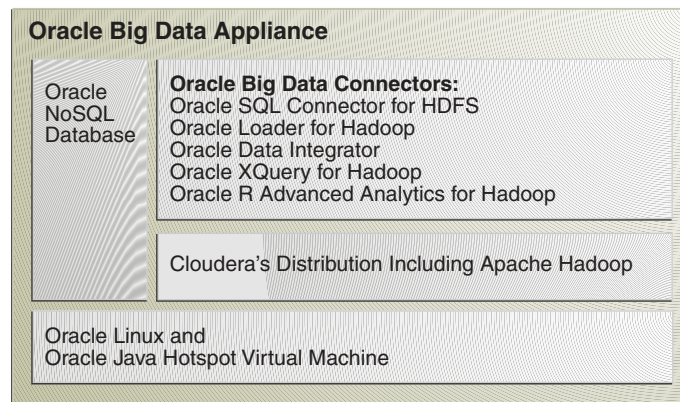 Oracle Big Data Appliance
Oracle
NoSQL
Database
Oracle Big Data Connectors:
Oracle SQL Connector for HDFS
Oracle Loader for Hadoop
Oracle Data Integrator
Oracle XQuery for Hadoop
Oracle R Advanced Analytics for Hadoop
Cloudera's Distribution Including Apache Hadoop
Oracle Linux and
Oracle Java Hotspot Virtual Machine